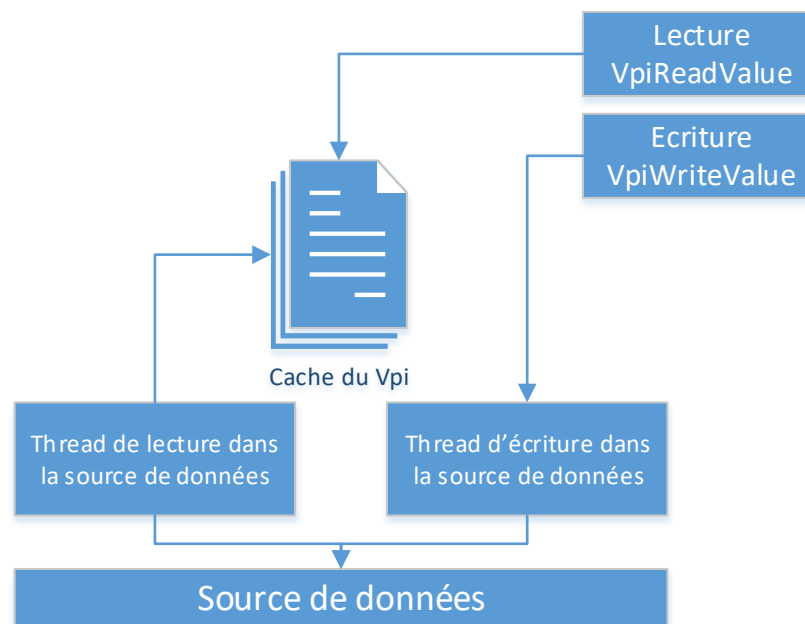 Lecture
VpiReadValue
Ecriture
VpiWriteValue
Cache du Vpi
Thread de lecture dans
la source de données
Thread d’écriture dans
la source de données
Source de données